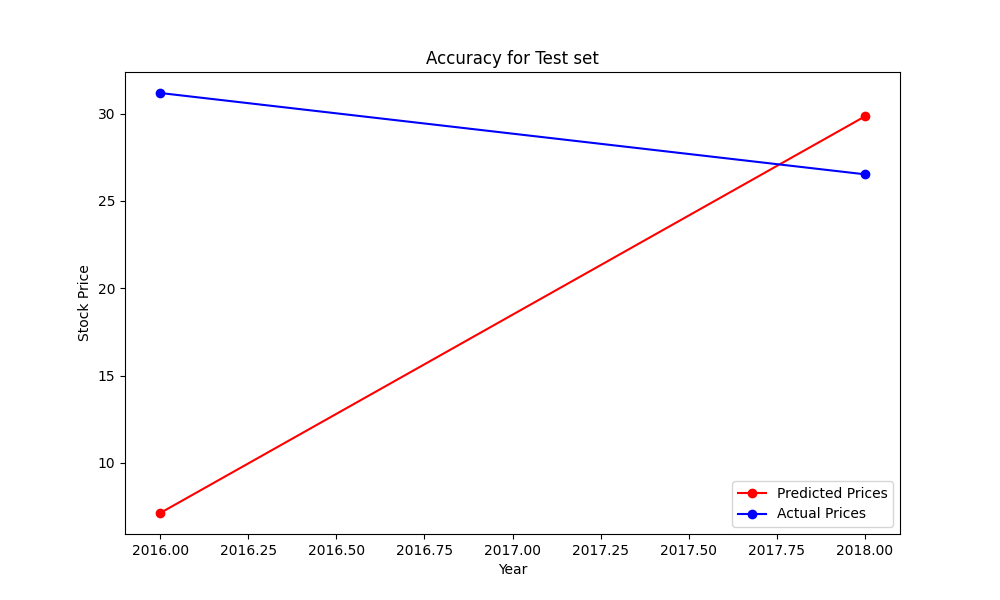 Accuracy for Test set
Stock Price
30
25
20
15
10
Predicted Prices
Actual Prices
2016.00 2016.25 2016.50 2016.75 2017.00 2017.25 2017.50 2017.75 2018.00
Year